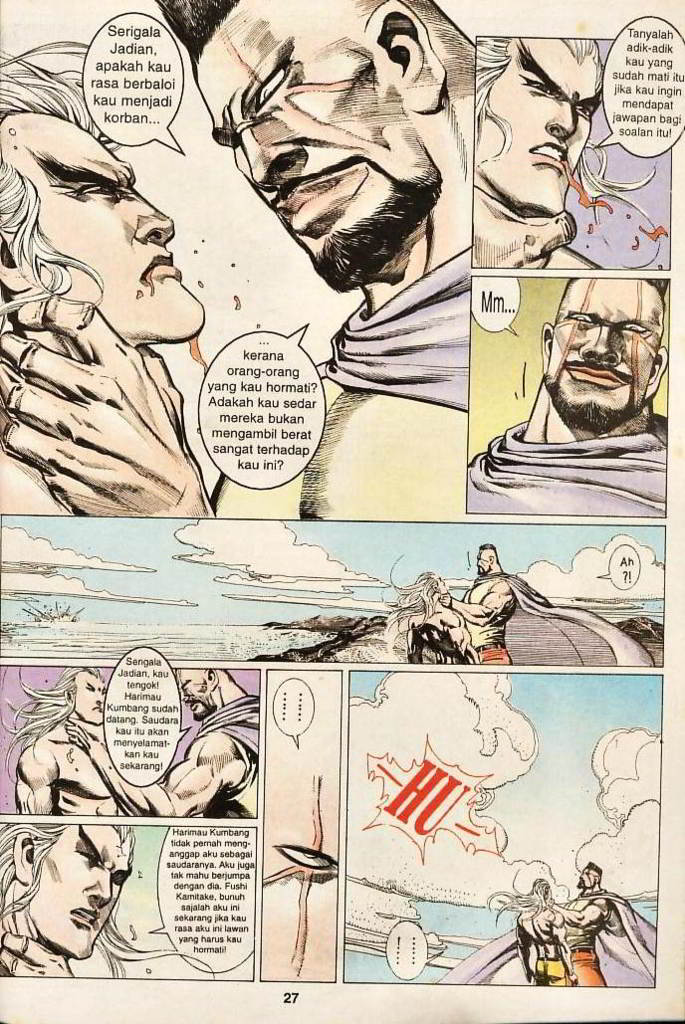 Serigala
Jadian,
apakah kau
rasa berbaloi
kau menjadi
korban...
...
kerana
orang-orang
yang kau hormati?
Adakah kau sedar
mereka bukan
mengambil berat
sangat terhadap
kau ini?
Tanyalah
adik-adik
kau yang
sudah mati itu
jika kau ingin
mendapat
jawapan bagi
soalan itu!
Mm...
!
!
Ah
?!
Serigala
Jadian, kau
tengok!
Harimau
Kumbang sudah
datang. Saudara
kau itu akan
menyelamat-
kan kau
sekarang!
Harimau Kumbang
tidak pernah meng-
anggap aku sebagai
saudaranya. Aku juga
tak mahu berjumpa
dengan dia. Fushi
Kamitake, bunuh
sajalah aku ini
sekarang jika kau
rasa aku ini lawan
yang harus kau
hormati!
HU
27